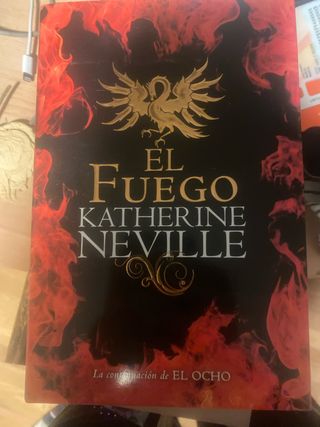 EL
FUEGO
KATHERINE
NEVILLE
La continuación de EL OCHO